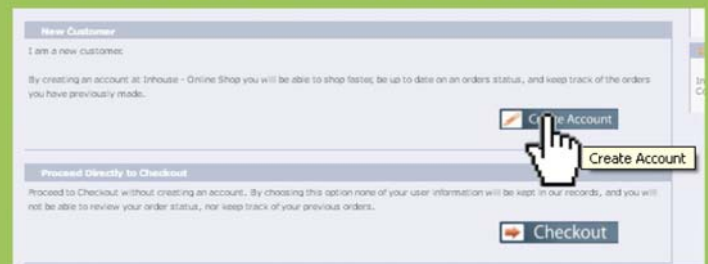 New Customer
I am a new customer.
By creating an account at Inhouse - Online Shop you will be able to shop faster, be up to date on an orders status, and keep track of the orders
you have previously made.
Account
Create Account
Proceed Directly to Checkout
Proceed to Checkout without creating an account. By choosing this option none of your user information will be kept in our records, and you will
not be able to review your order status, nor keep track of your previous orders.
Checkout